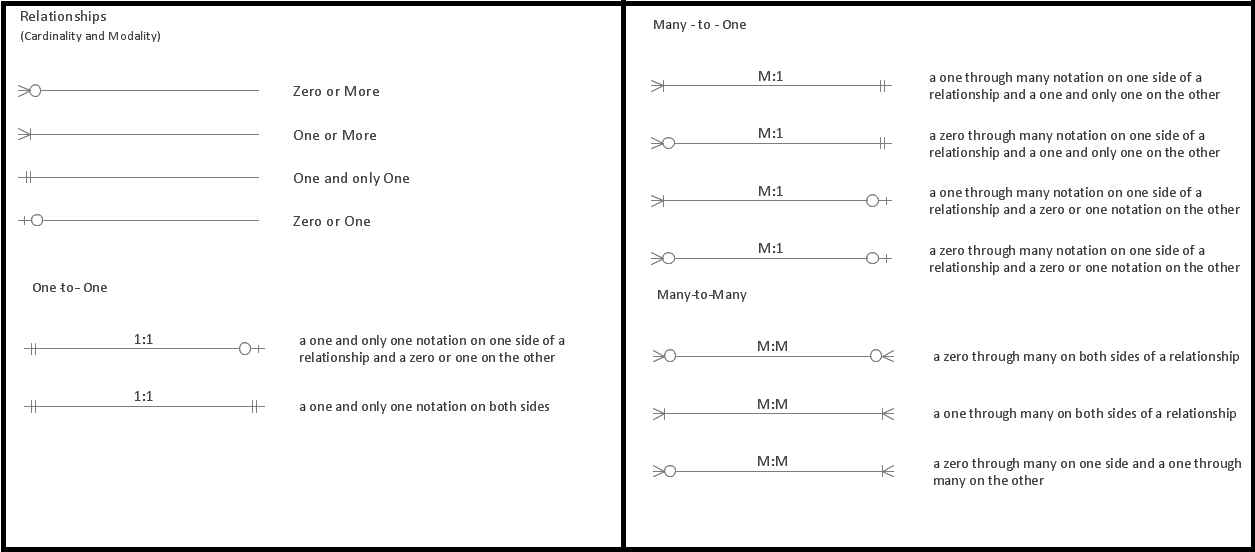 Relationships
(Cardinality and Modality)
Zero or More
One or More
One and only One
Zero or One
One-to-One
1:1
a one and only one notation on one side of a
relationship and a zero or one on the other
1:1
a one and only one notation on both sides
Many - to - One
M:1
a one through many notation on one side of a
relationship and a one and only one on the other
M:1
a zero through many notation on one side of a
relationship and a one and only one on the other
M:1
a one through many notation on one side of a
relationship and a zero or one notation on the other
M:1
a zero through many notation on one side of a
relationship and a zero or one notation on the other
Many-to-Many
M:M
a zero through many on both sides of a relationship
M:M
a one through many on both sides of a relationship
M:M
a zero through many on one side and a one through
many on the other